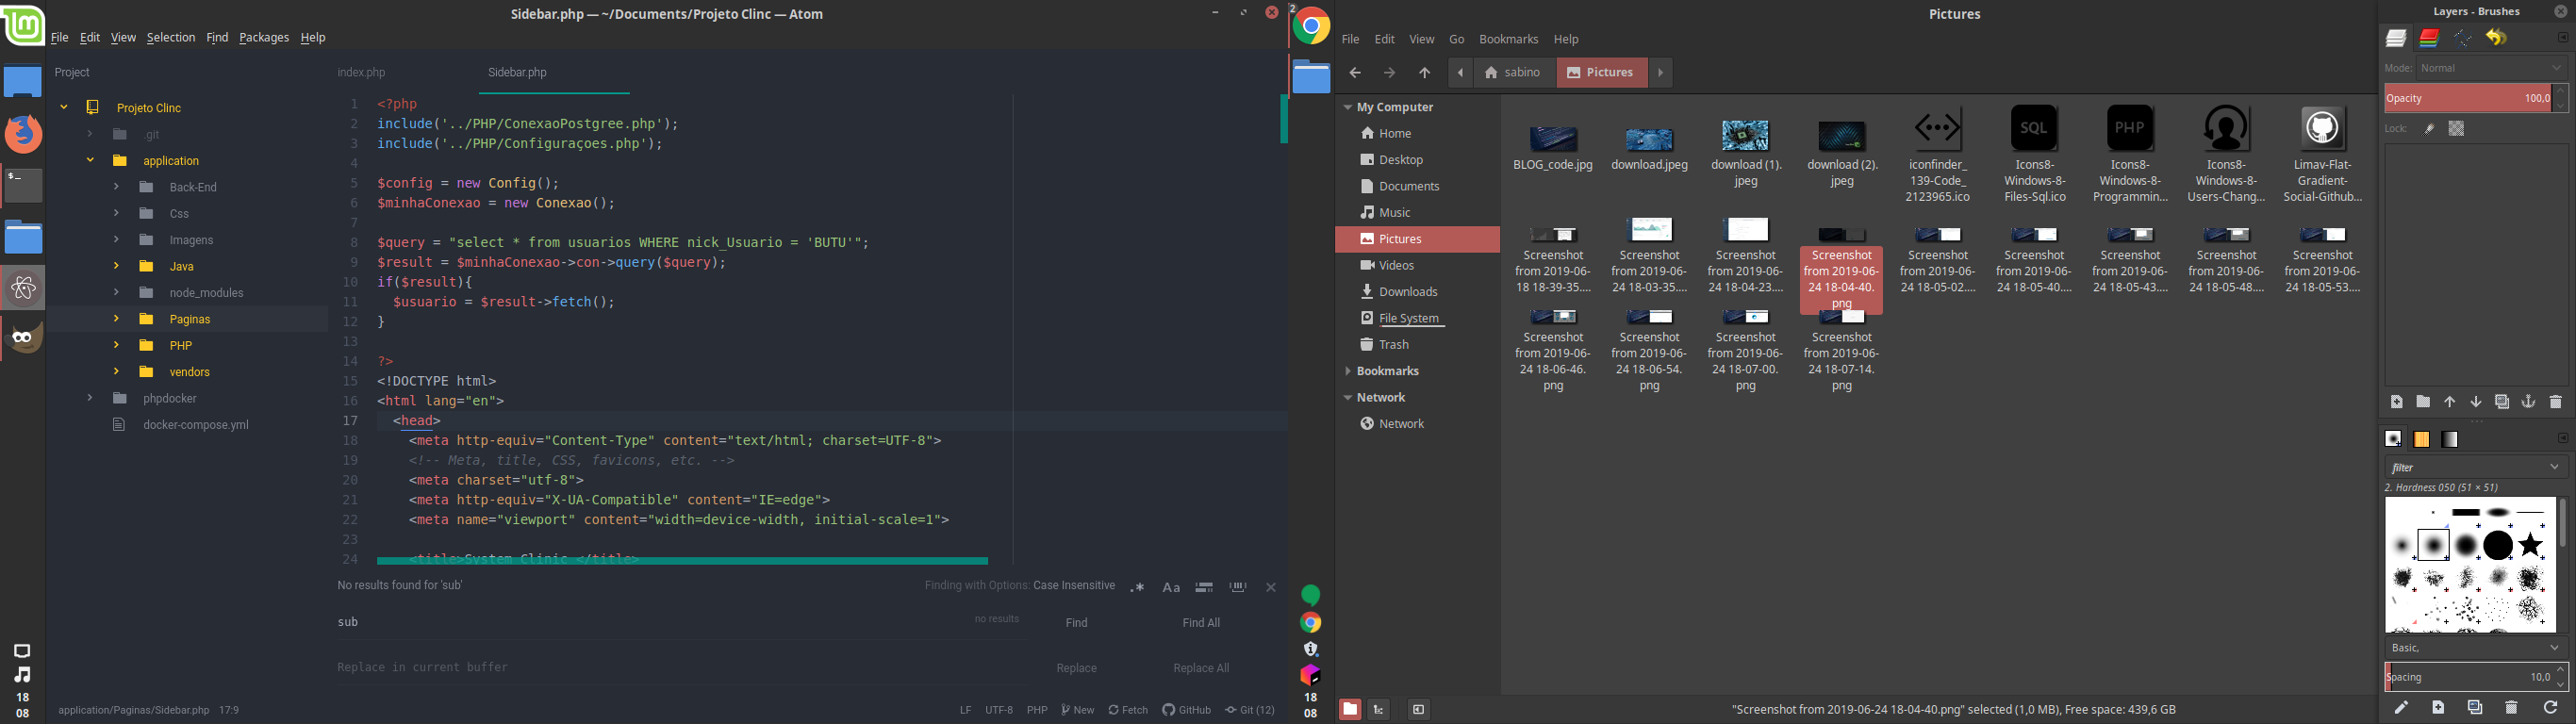 Sidebar.php — ~/Documents/Projeto Clinc — Atom
File Edit View Selection Find Packages Help
Project
Projeto Clinc
.git
application
Back-End
Css
Imagens
Java
node_modules
Paginas
PHP
vendors
phpdocker
docker-compose.yml
index.php Sidebar.php
1 <?php
2 include('../PHP/ConexaoPostgree.php');
3 include('../PHP/Configuraçoes.php');
4
5 $config = new Config();
6 $minhaConexao = new Conexao();
7
8 $query = "select * from usuarios WHERE nick_Usuario = 'BUTU'";
9 $result = $minhaConexao->con->query($query);
10 if($result){
11 $usuario = $result->fetch();
12 }
13
14 ?>
15 <!DOCTYPE html>
16 <html lang="en">
17 <head>
18 <meta http-equiv="Content-Type" content="text/html; charset=UTF-8">
19 <!-- Meta, title, CSS, favicons, etc. -->
20 <meta charset="utf-8">
21 <meta http-equiv="X-UA-Compatible" content="IE=edge">
22 <meta name="viewport" content="width=device-width, initial-scale=1">
23
24 <title>System Clinic </title>
No results found for 'sub' Finding with Options: Case Insensitive .* Aa
sub no results Find Find All
Replace in current buffer Replace Replace All
application/Paginas/Sidebar.php 17:9 LF UTF-8 PHP New Fetch GitHub Git (12)
18
08
2
18
08
Pictures
File Edit View Go Bookmarks Help
sabino Pictures
My Computer
Home
Desktop
Documents
Music
Pictures
Videos
Downloads
File System
Trash
Bookmarks
Network
Network
SQL
PHP
BLOG_code.jpg
download.jpeg
download (1).
jpeg
download (2).
jpeg
iconfinder_
139-Code_
2123965.ico
Icons8-
Windows-8-
Files-Sql.ico
Icons8-
Windows-8-
Programmin...
Icons8-
Windows-8-
Users-Chang...
Limav-Flat-
Gradient-
Social-Github...
Screenshot
from 2019-06-
18 18-39-35....
Screenshot
from 2019-06-
24 18-03-35....
Screenshot
from 2019-06-
24 18-04-23....
Screenshot
from 2019-06-
24 18-04-40.
png
Screenshot
from 2019-06-
24 18-05-02....
Screenshot
from 2019-06-
24 18-05-40....
Screenshot
from 2019-06-
24 18-05-43....
Screenshot
from 2019-06-
24 18-05-48....
Screenshot
from 2019-06-
24 18-05-53....
Screenshot
from 2019-06-
24 18-06-46.
png
Screenshot
from 2019-06-
24 18-06-54.
png
Screenshot
from 2019-06-
24 18-07-00.
png
Screenshot
from 2019-06-
24 18-07-14.
png
"Screenshot from 2019-06-24 18-04-40.png" selected (1,0 MB), Free space: 439,6 GB
Layers - Brushes
Mode: Normal
Opacity 100,0
Lock:
filter
2. Hardness 050 (51 × 51)
Basic,
Spacing 10,0